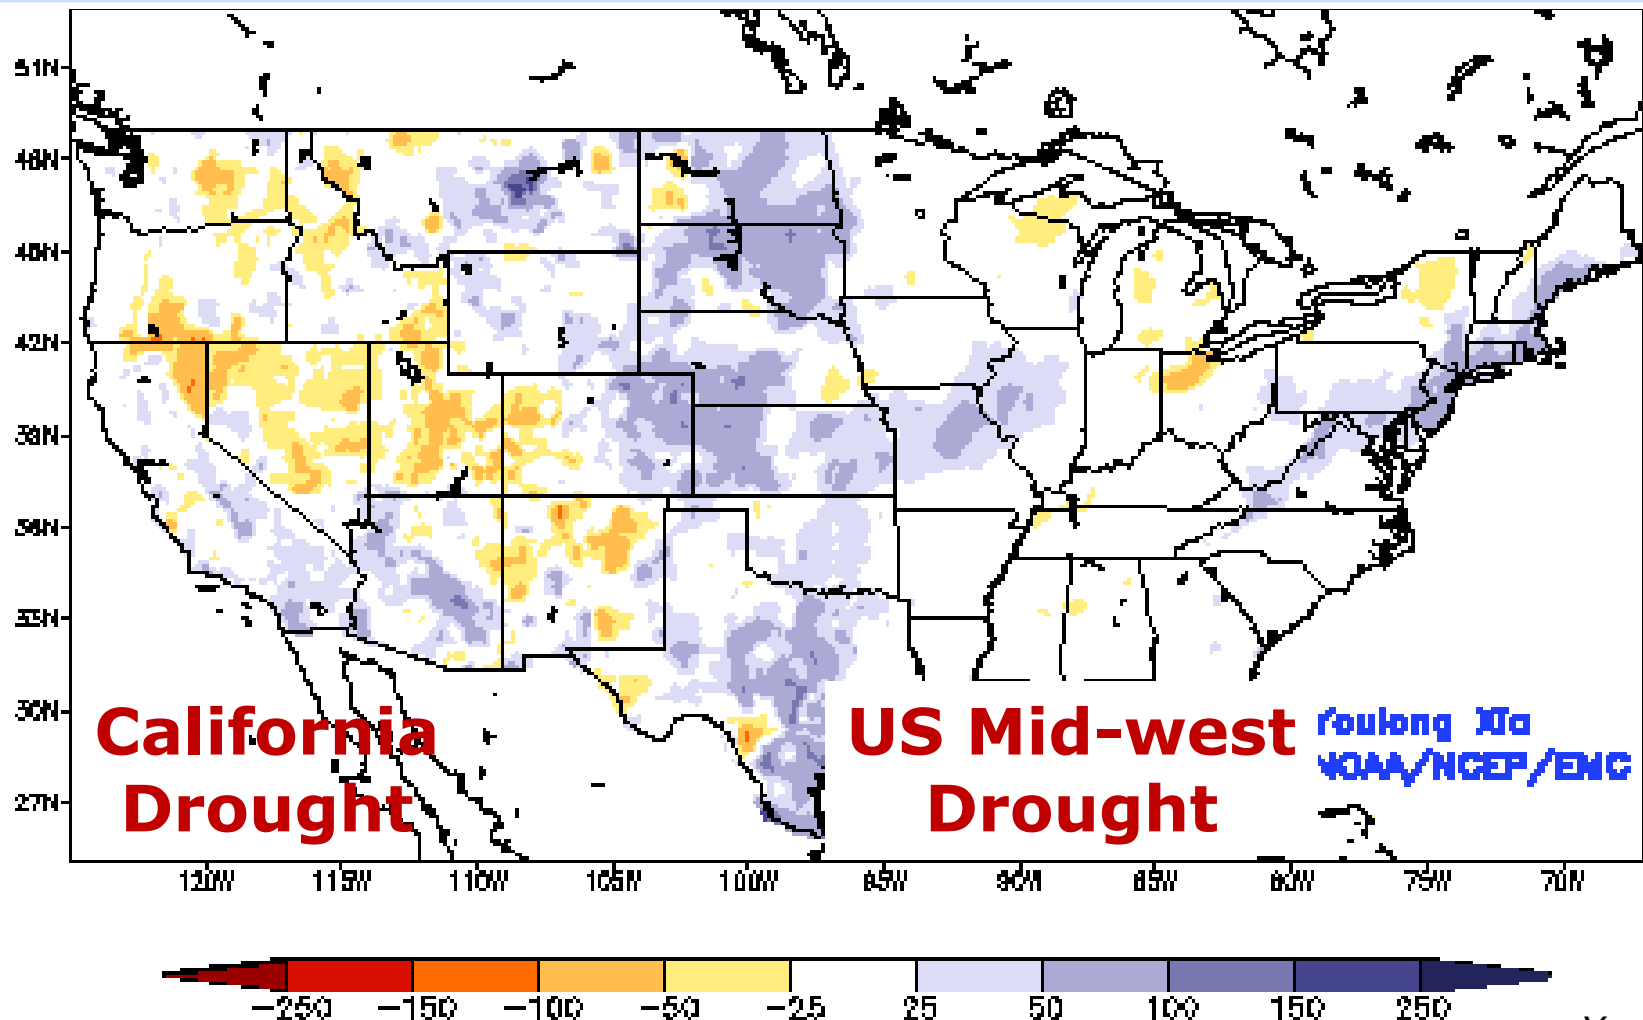 51N
48N
45N
42N
39N
36N
33N
30N
27N
California
Drought
US Mid-west
Drought
Youlong Xia
NOAA/NCEP/EMC
120W 115W 110W 105W 100W 95W 90W 85W 80W 75W 70W
-250 -150 -100 -50 -25 25 50 100 150 250